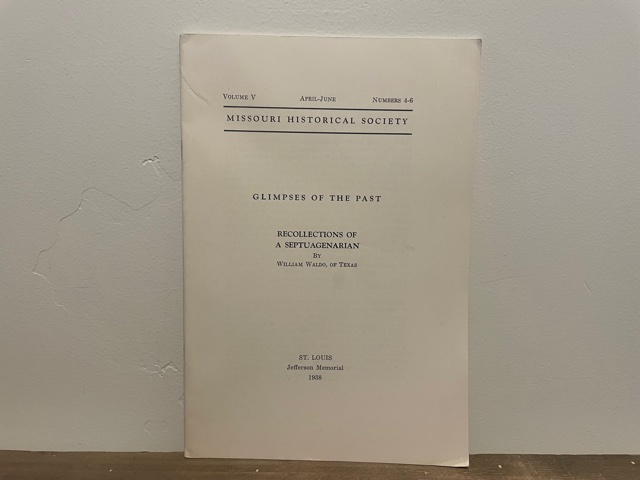 VOLUME V APRIL-JUNE NUMBERS 4-6
MISSOURI HISTORICAL SOCIETY
GLIMPSES OF THE PAST
RECOLLECTIONS OF
A SEPTUAGENARIAN
BY
WILLIAM WALDO, OF TEXAS
ST. LOUIS
Jefferson Memorial
1938